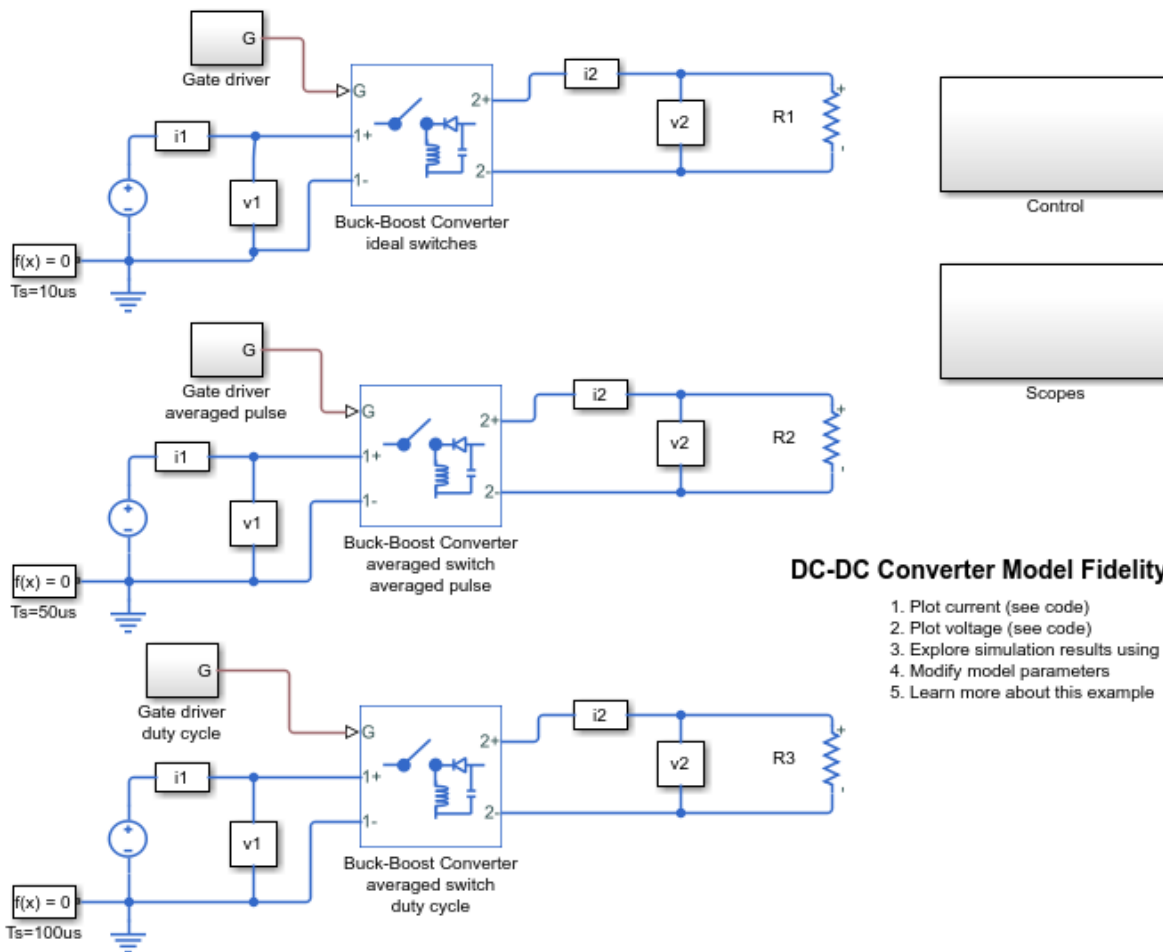 G
Gate driver
G
1+
1-
2+
2-
i1
v1
i2
v2
R1
+
-
+
-
Buck-Boost Converter
ideal switches
f(x) = 0
Ts=10us
Control
Scopes
G
Gate driver
averaged pulse
G
1+
1-
2+
2-
i1
v1
i2
v2
R2
+
-
+
-
Buck-Boost Converter
averaged switch
averaged pulse
f(x) = 0
Ts=50us
DC-DC Converter Model Fidelity
1. Plot current (see code)
2. Plot voltage (see code)
3. Explore simulation results using
4. Modify model parameters
5. Learn more about this example
G
Gate driver
duty cycle
G
1+
1-
2+
2-
i1
v1
i2
v2
R3
+
-
+
-
Buck-Boost Converter
averaged switch
duty cycle
f(x) = 0
Ts=100us